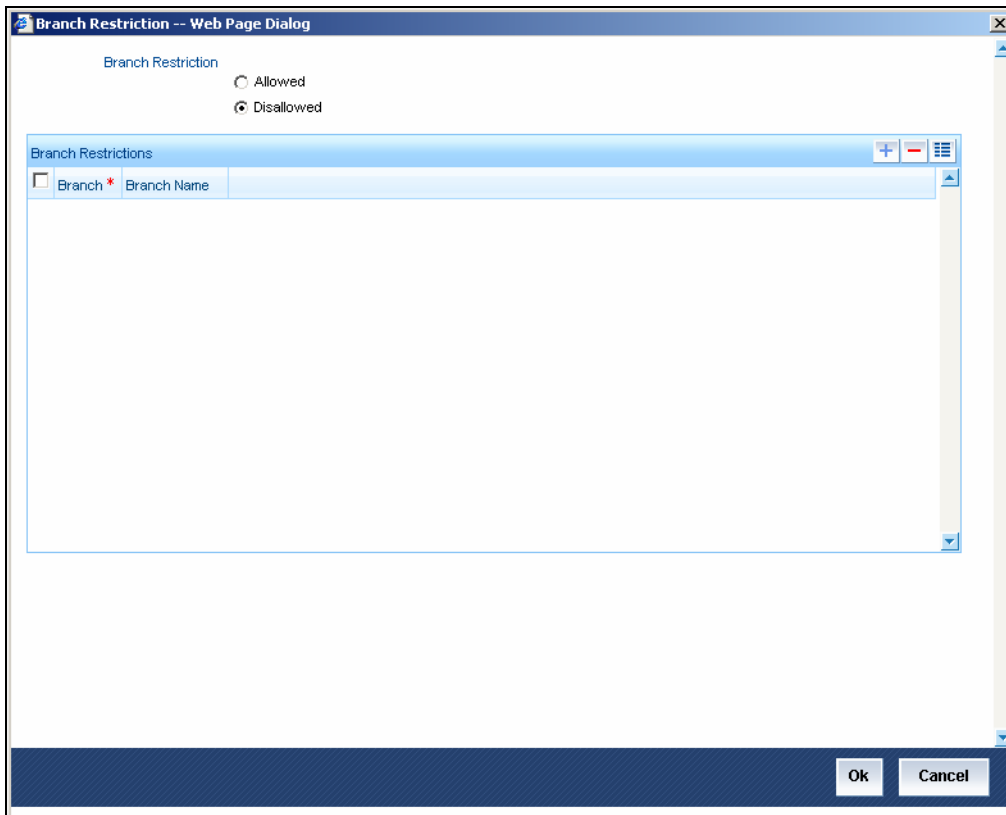 Branch Restriction -- Web Page Dialog
Branch Restriction
Allowed
Disallowed
Branch Restrictions
Branch * Branch Name
Ok Cancel